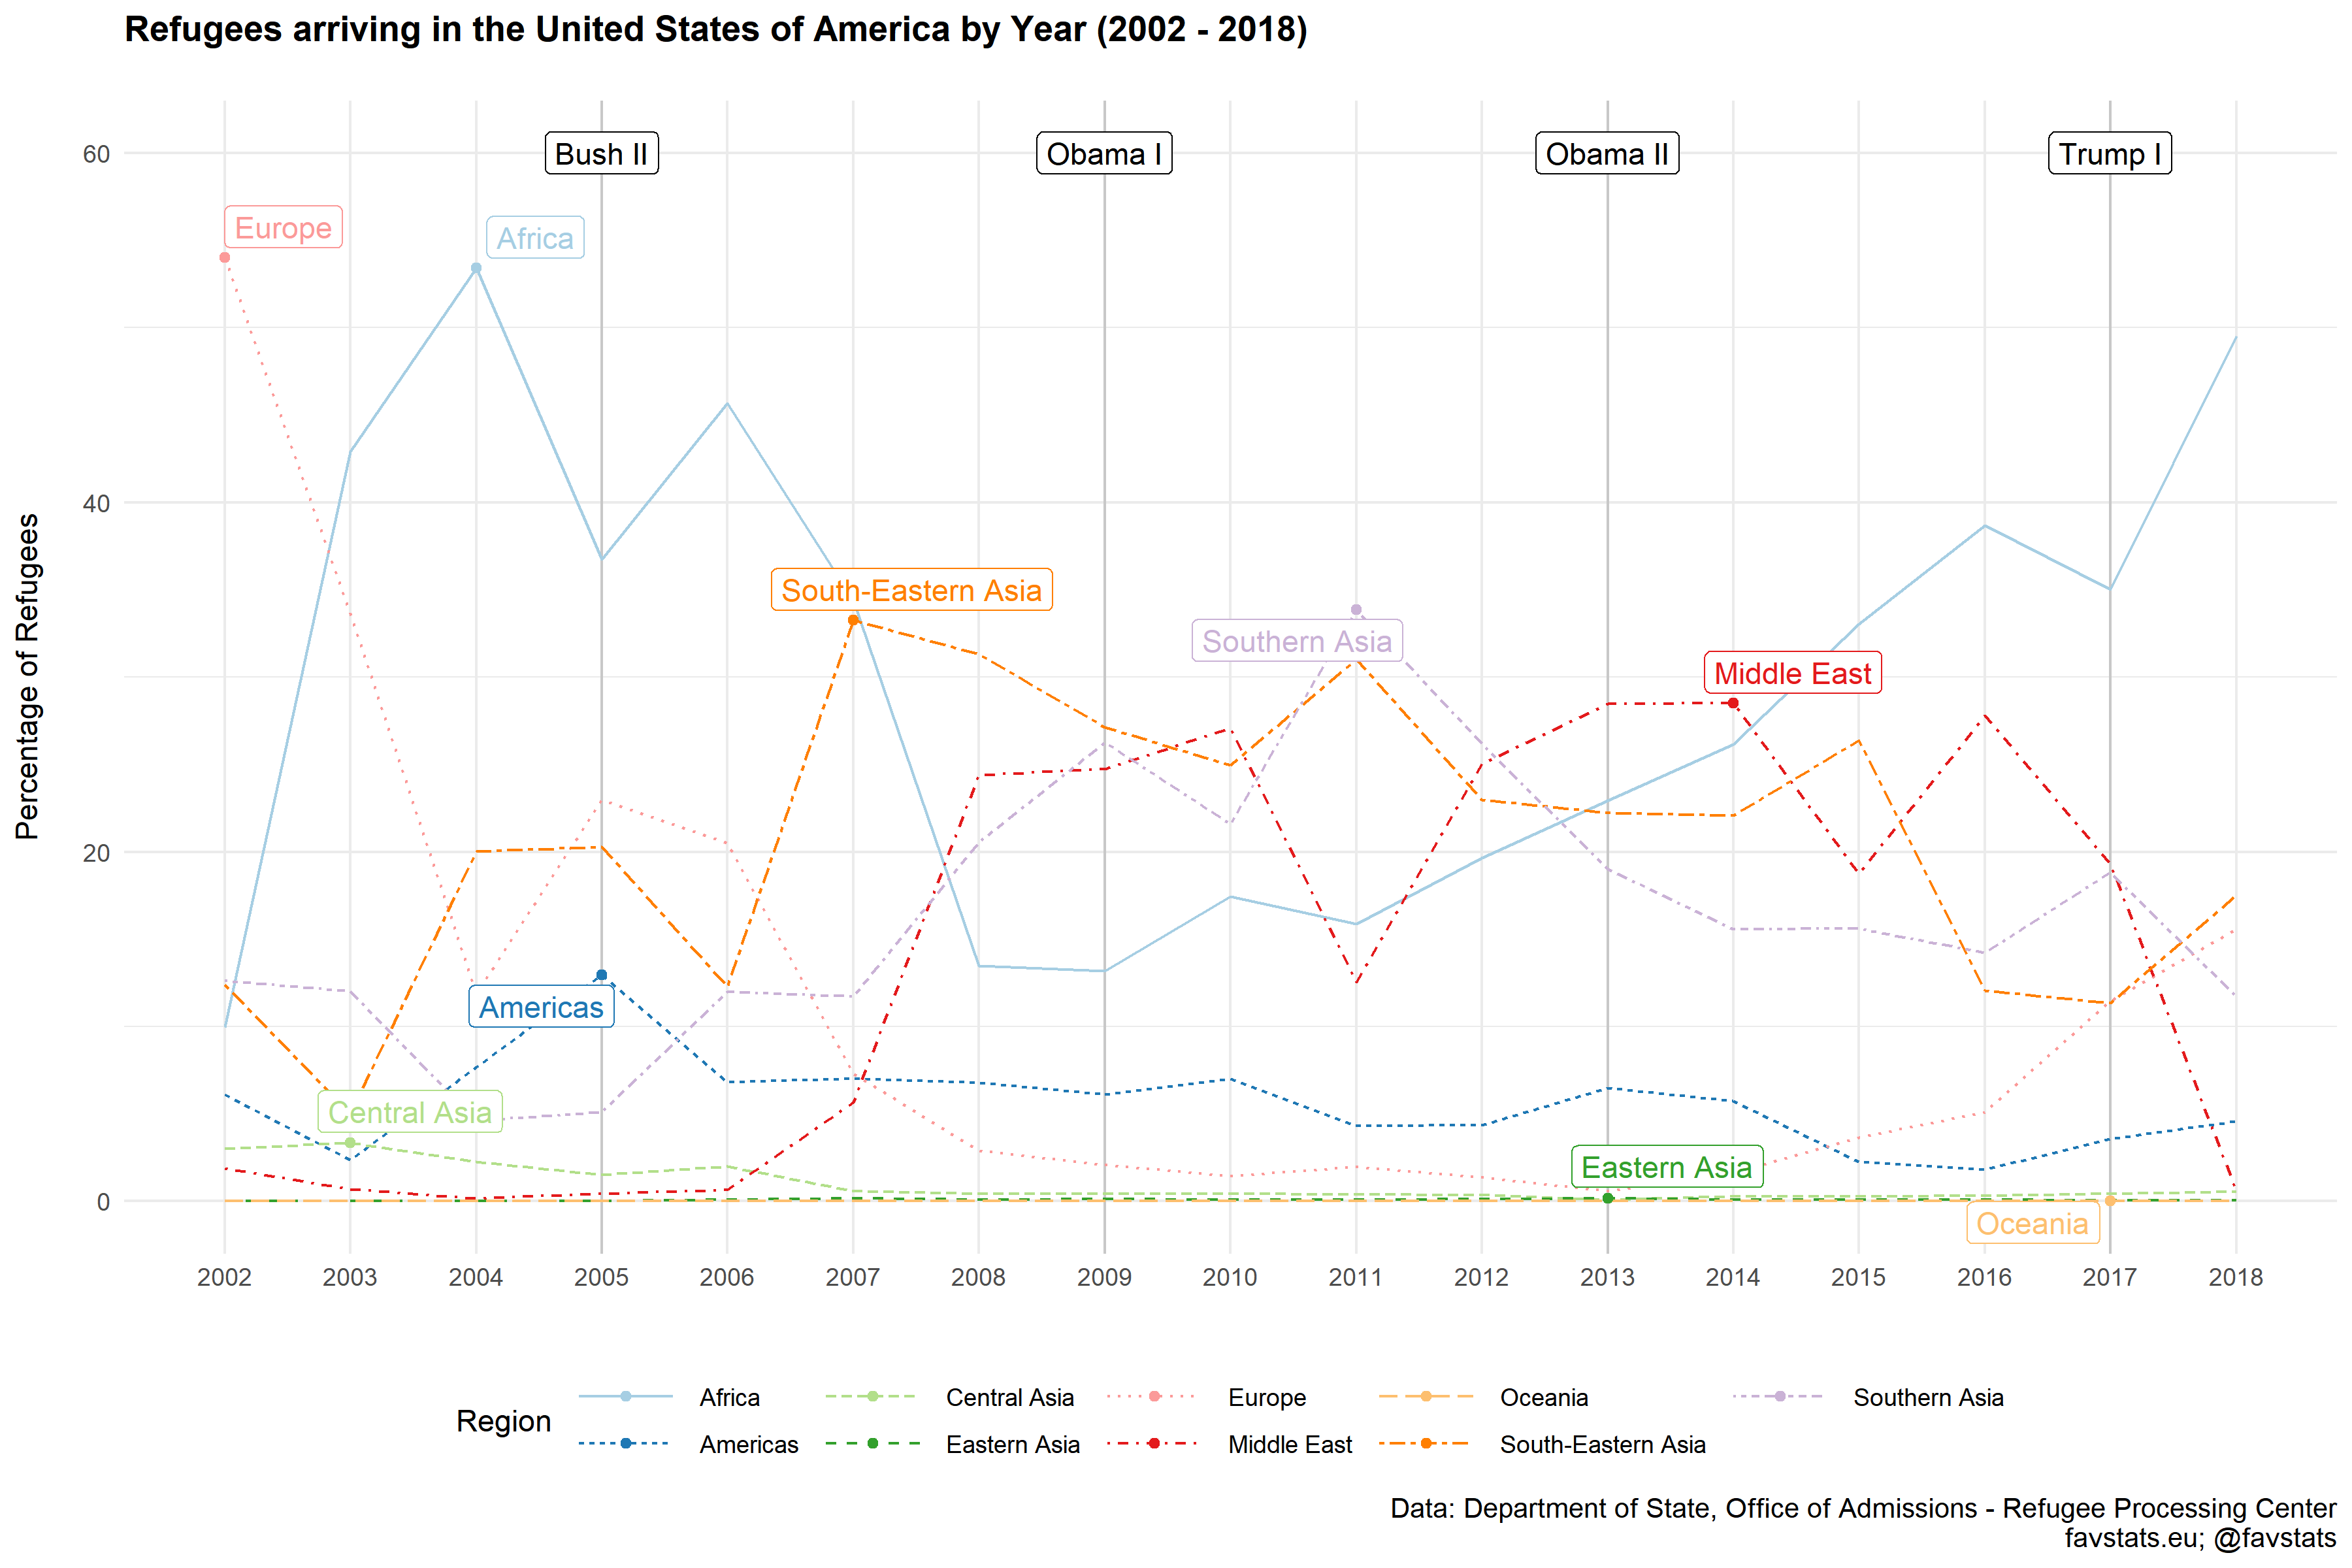 Refugees arriving in the United States of America by Year (2002 - 2018)
Bush II
Obama I
Obama II
Trump I
60
Europe
Africa
40
South-Eastern Asia
Southern Asia
Middle East
Percentage of Refugees
20
Americas
Central Asia
Eastern Asia
0
Oceania
2002 2003 2004 2005 2006 2007 2008 2009 2010 2011 2012 2013 2014 2015 2016 2017 2018
Region
Africa Central Asia Europe Oceania Southern Asia
Americas Eastern Asia Middle East South-Eastern Asia
Data: Department of State, Office of Admissions - Refugee Processing Center
favstats.eu; @favstats